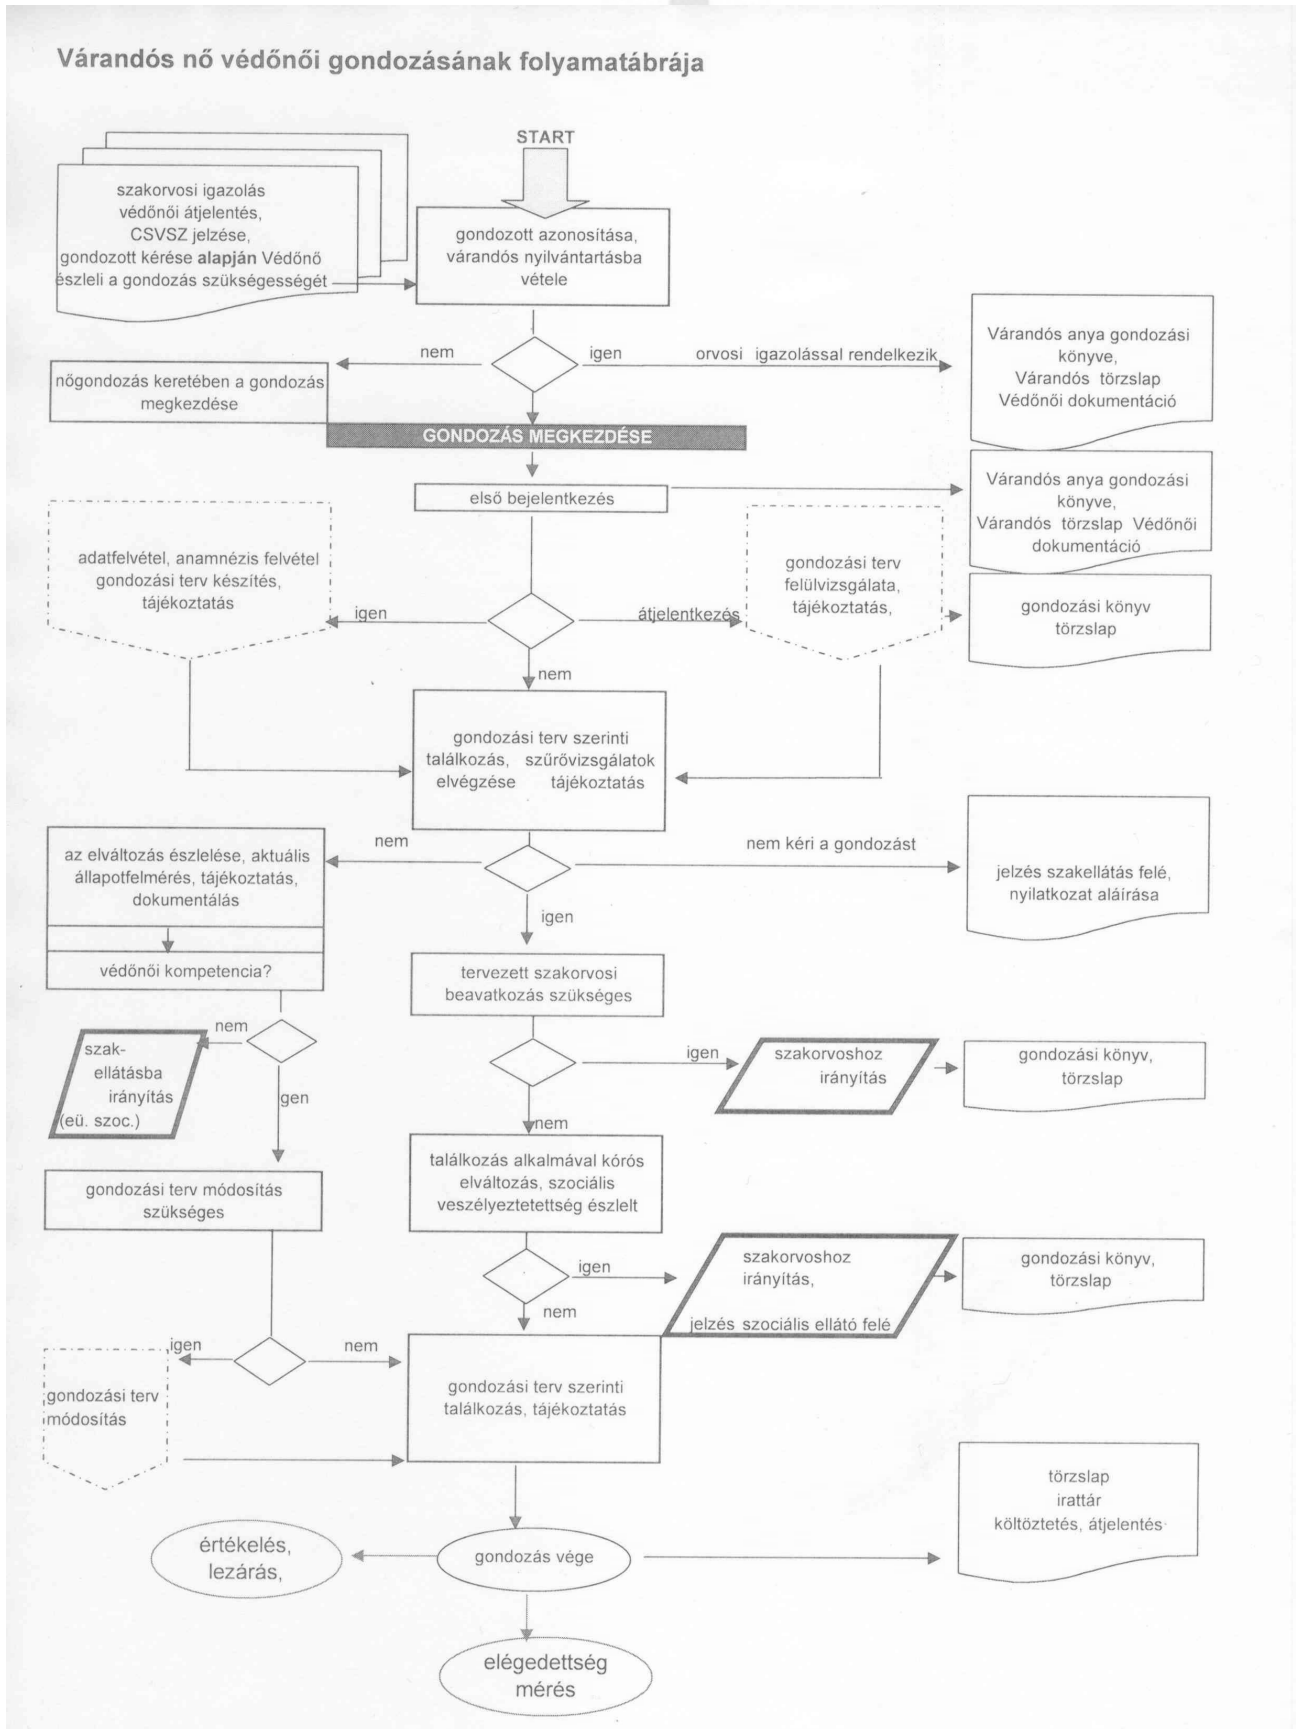 Várandós nő védőnői gondozásának folyamatábrája
START
szakorvosi igazolás
védőnői átjelentés,
CSVSZ jelzése,
gondozott kérése alapján Védőnő
észleli a gondozás szükségességét
gondozott azonosítása,
várandós nyilvántartásba
vétele
nem
igen
orvosi igazolással rendelkezik
Várandós anya gondozási
könyve,
Várandós törzslap
Védőnői dokumentáció
nőgondozás keretében a gondozás
megkezdése
GONDOZÁS MEGKEZDÉSE
első bejelentkezés
Várandós anya gondozási
könyve,
Várandós törzslap Védőnői
dokumentáció
adatfelvétel, anamnézis felvétel
gondozási terv készítés,
tájékoztatás
igen
átjelentkezés
gondozási terv
felülvizsgálata,
tájékoztatás,
gondozási könyv
törzslap
nem
gondozási terv szerinti
találkozás, szűrővizsgálatok
elvégzése tájékoztatás
nem
nem kéri a gondozást
jelzés szakellátás felé,
nyilatkozat aláírása
az elváltozás észlelése, aktuális
állapotfelmérés, tájékoztatás,
dokumentálás
igen
védőnői kompetencia?
tervezett szakorvosi
beavatkozás szükséges
nem
szak-
ellátásba
irányítás
(eü. szoc.)
gen
igen
szakorvoshoz
irányítás
gondozási könyv,
törzslap
nem
találkozás alkalmával kórós
elváltozás, szociális
veszélyeztetettség észlelt
gondozási terv módosítás
szükséges
igen
szakorvoshoz
irányítás,
jelzés szociális ellátó felé
gondozási könyv,
törzslap
nem
igen
nem
gondozási terv
módosítás
gondozási terv szerinti
találkozás, tájékoztatás
törzslap
irattár
költöztetés, átjelentés
értékelés,
lezárás,
gondozás vége
elégedettség
mérés